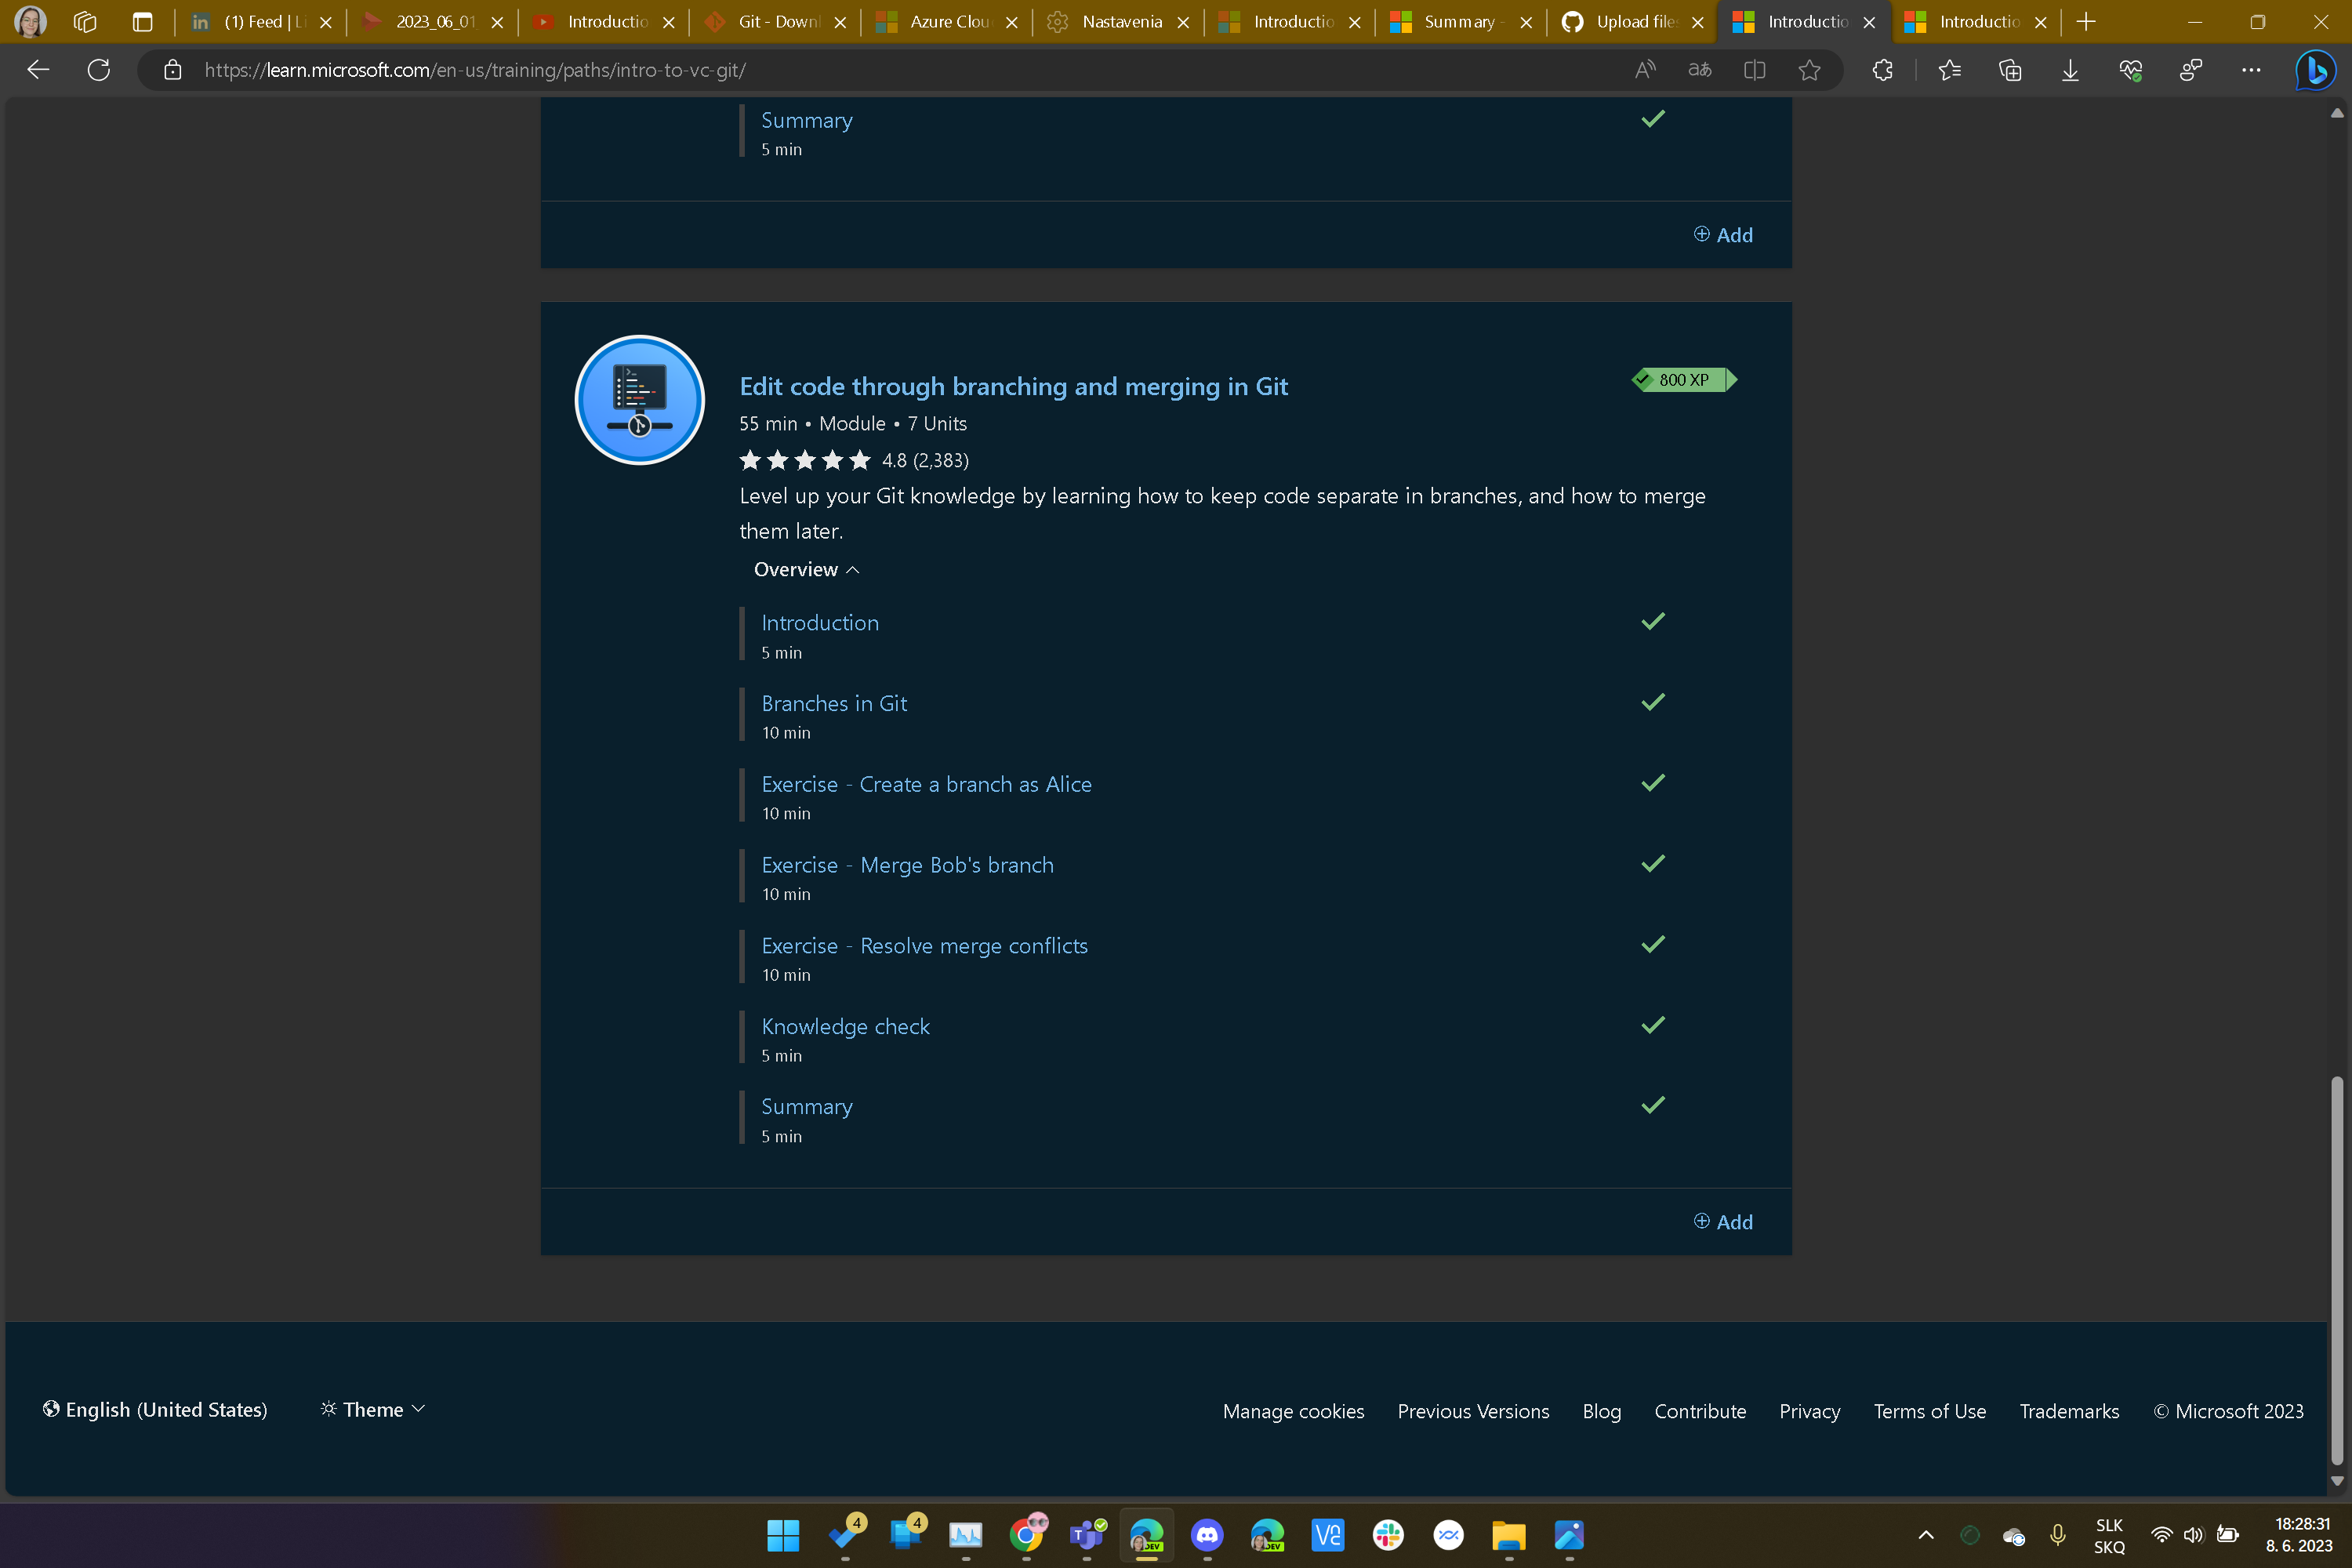 (1) Feed | Li
2023_06_01
Introductio
Git - Downl
Azure Clou
Nastavenia
Introductio
Summary -
Upload file
Introductio
Introductio
https://learn.microsoft.com/en-us/training/paths/intro-to-vc-git/
Summary
5 min
Add
Edit code through branching and merging in Git
800 XP
55 min • Module • 7 Units
4.8 (2,383)
Level up your Git knowledge by learning how to keep code separate in branches, and how to merge
them later.
Overview
Introduction
5 min
Branches in Git
10 min
Exercise - Create a branch as Alice
10 min
Exercise - Merge Bob's branch
10 min
Exercise - Resolve merge conflicts
10 min
Knowledge check
5 min
Summary
5 min
Add
English (United States)
Theme
Manage cookies
Previous Versions
Blog
Contribute
Privacy
Terms of Use
Trademarks
© Microsoft 2023
4
4
DEV
DEV
SLK
SKQ
18:28:31
8. 6. 2023